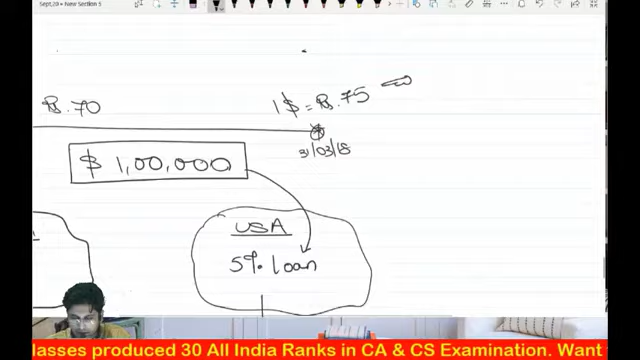 Sept,20 New Section 5
Rs.70
1$ = Rs.75
31/03/18
$ 1,00,000
USA
5% loan
lasses produced 30 All India Ranks in CA & CS Examination Want